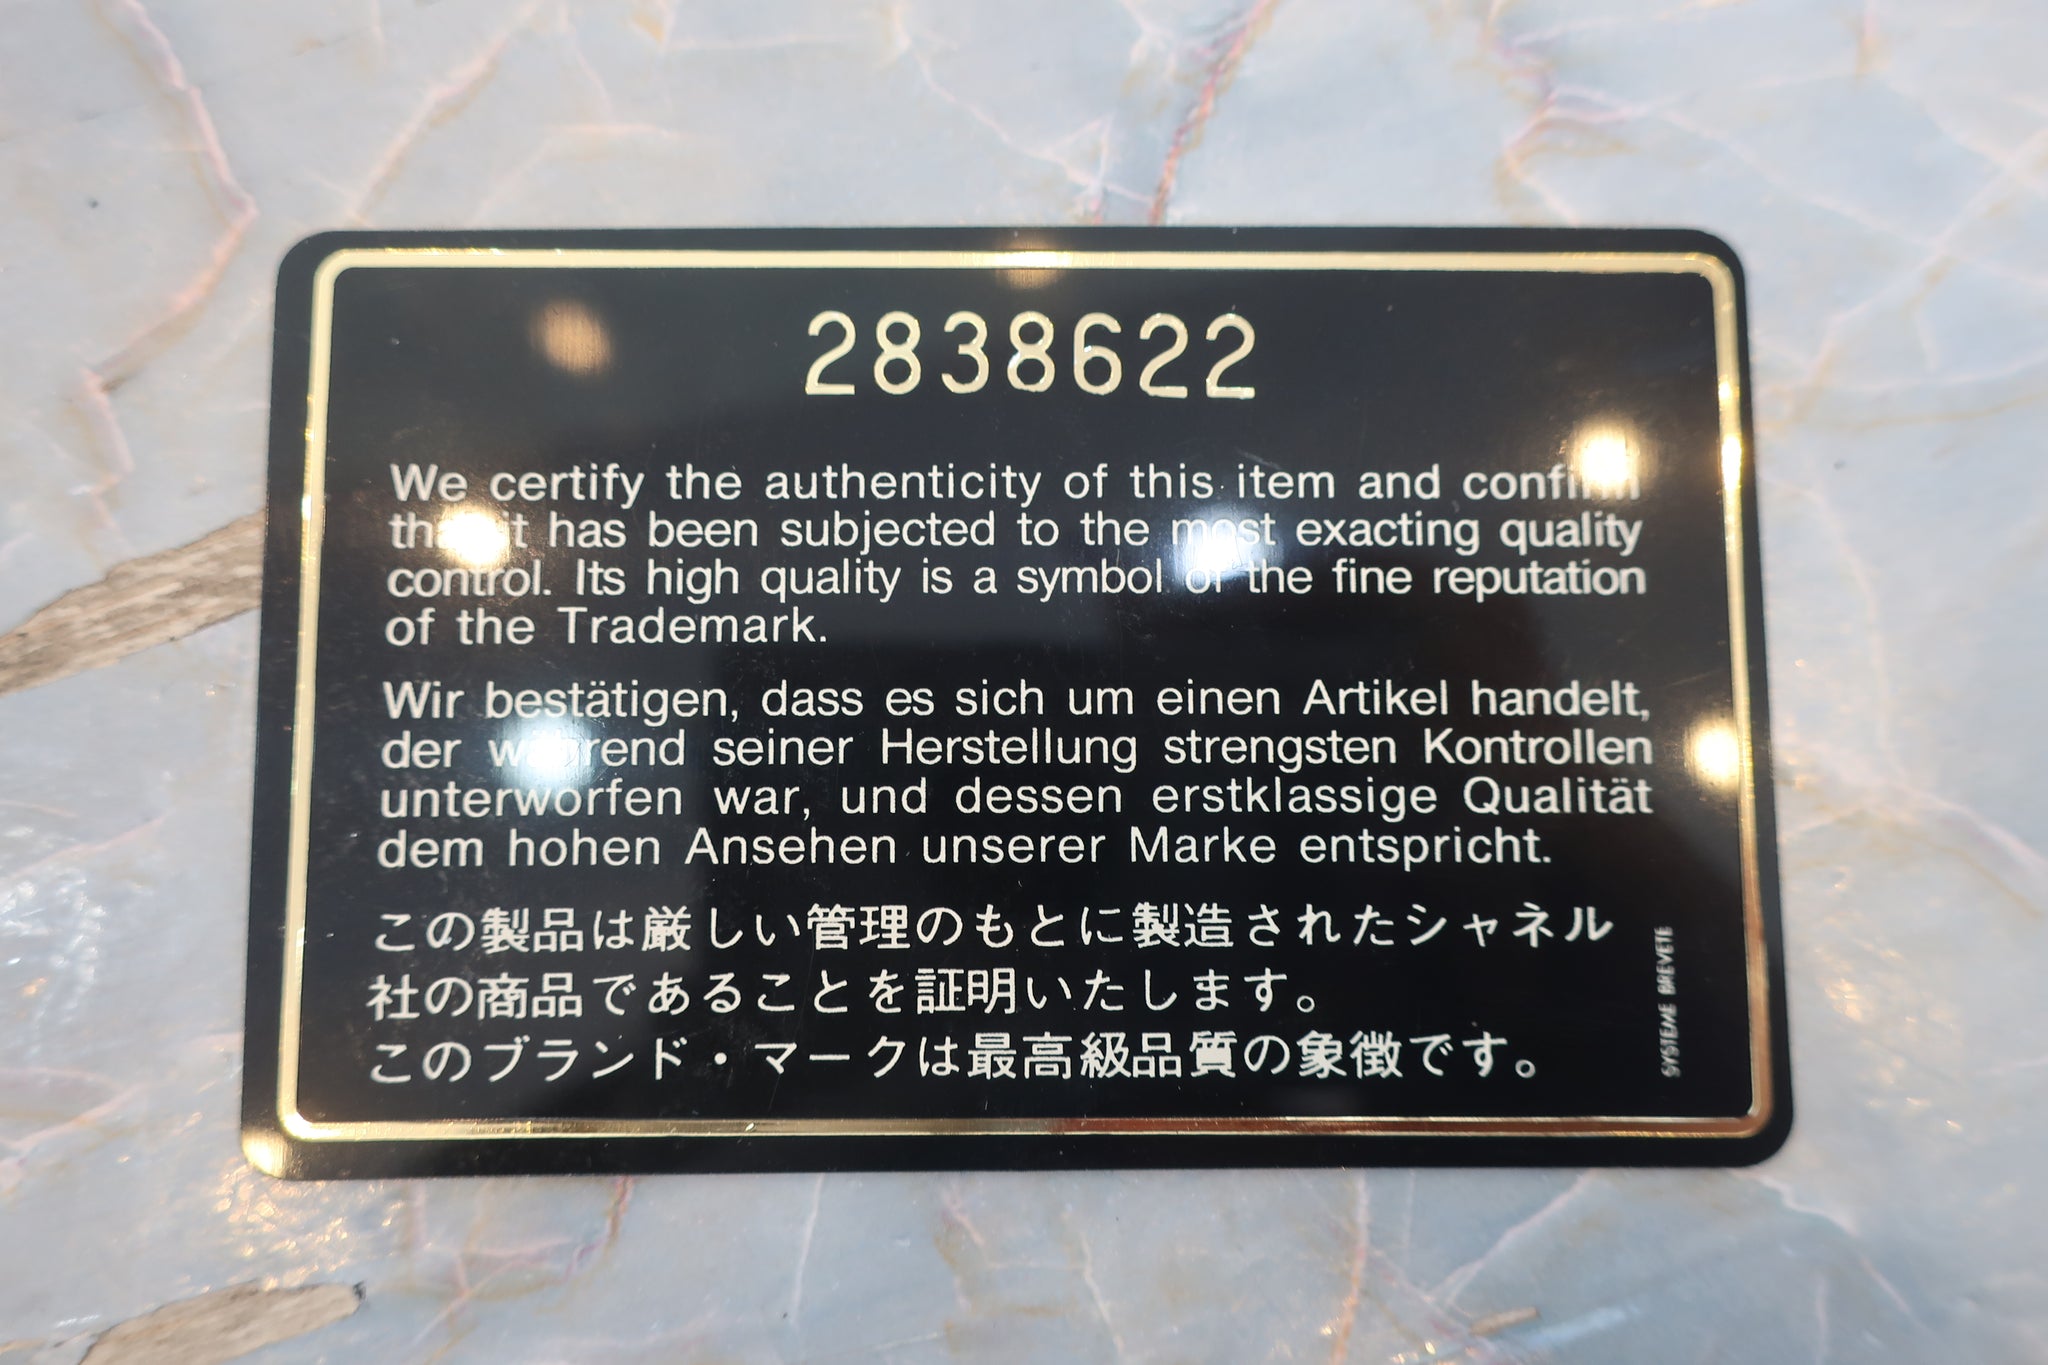 2838622
We certify the authenticity of this item and confirm
that it has been subjected to the most exacting quality
control. Its high quality is a symbol of the fine reputation
of the Trademark.
Wir bestätigen, dass es sich um einen Artikel handelt,
der während seiner Herstellung strengsten Kontrollen
unterworfen war, und dessen erstklassige Qualität
dem hohen Ansehen unserer Marke entspricht.
この製品は厳しい管理のもとに製造されたシャネル
社の商品であることを証明いたします。
このブランド・マークは最高級品質の象徴です。
SYSTEME BREVETE